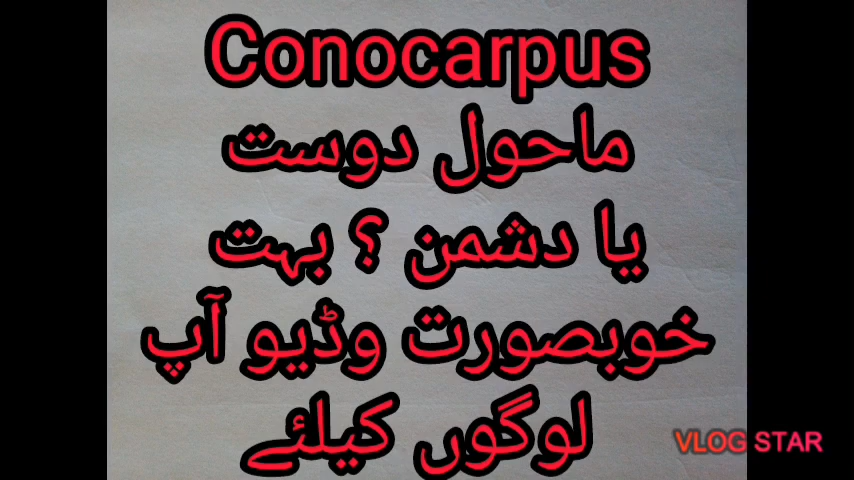 Conocarpus
ماحول دوست
یا دشمن ؟ بہت
خوبصورت وڈیو آپ
لوگوں کیلئے
VLOG STAR